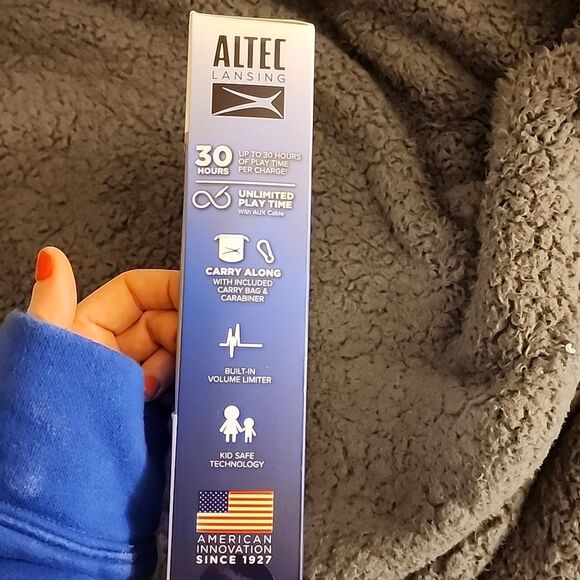 ALTEC
LANSING
30
HOURS
UP TO 30 HOURS
OF PLAY TIME
PER CHARGE†
UNLIMITED
PLAY TIME
With AUX Cable
CARRY ALONG
WITH INCLUDED
CARRY BAG &
CARABINER
BUILT-IN
VOLUME LIMITER
KID SAFE
TECHNOLOGY
AMERICAN
INNOVATION
SINCE 1927